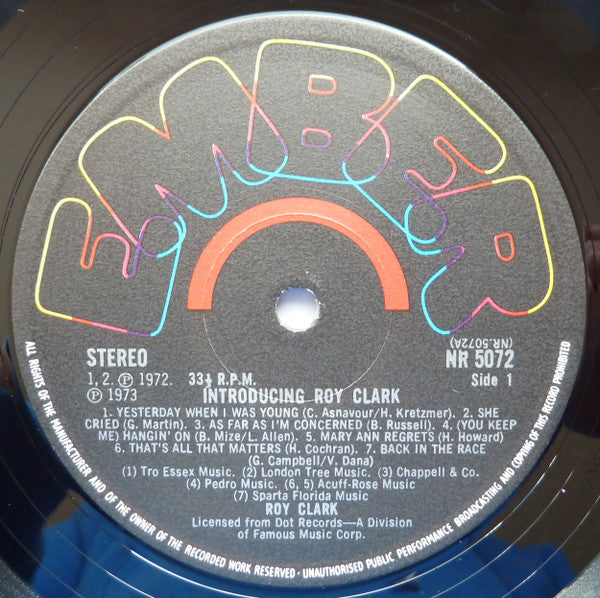 EMBER
STEREO
NR 5072
(NR.5072A)
1, 2. Ⓟ 1972. 33⅓ R.P.M.
Side 1
Ⓟ 1973
INTRODUCING ROY CLARK
1. YESTERDAY WHEN I WAS YOUNG (C. Asnavour/H. Kretzmer). 2. SHE
CRIED (G. Martin). 3. AS FAR AS I'M CONCERNED (B. Russell). 4. (YOU KEEP
ME) HANGIN' ON (B. Mize/L. Allen). 5. MARY ANN REGRETS (H. Howard)
6. THAT'S ALL THAT MATTERS (H. Cochran). 7. BACK IN THE RACE
(G. Campbell/V. Dana)
(1) Tro Essex Music. (2) London Tree Music. (3) Chappell & Co.
(4) Pedro Music. (6, 5) Acuff-Rose Music
(7) Sparta Florida Music
ROY CLARK
Licensed from Dot Records—A Division
of Famous Music Corp.
ALL RIGHTS OF THE MANUFACTURER AND OF THE OWNER OF THE RECORDED WORK RESERVED · UNAUTHORISED PUBLIC PERFORMANCE BROADCASTING AND COPYING OF THIS RECORD PROHIBITED